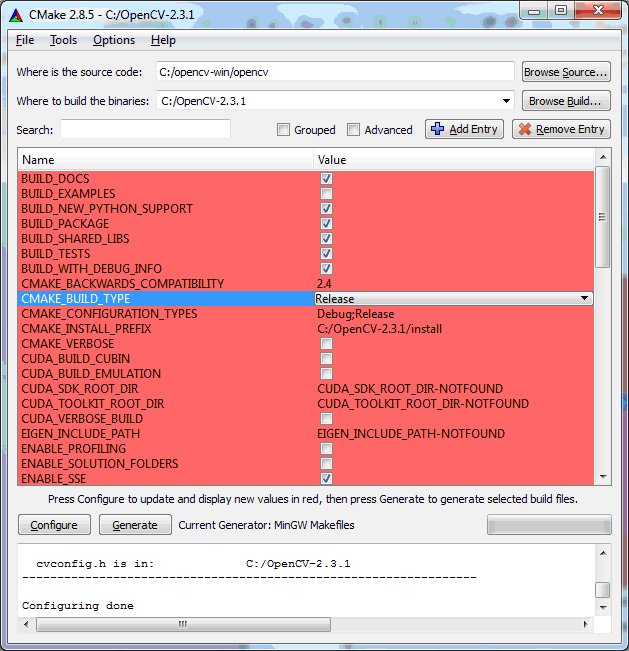 CMake 2.8.5 - C:/OpenCV-2.3.1
File Tools Options Help
Where is the source code: C:/opencv-win/opencv Browse Source...
Where to build the binaries: C:/OpenCV-2.3.1 Browse Build...
Search: Grouped Advanced Add Entry Remove Entry
Name Value
BUILD_DOCS
BUILD_EXAMPLES
BUILD_NEW_PYTHON_SUPPORT
BUILD_PACKAGE
BUILD_SHARED_LIBS
BUILD_TESTS
BUILD_WITH_DEBUG_INFO
CMAKE_BACKWARDS_COMPATIBILITY 2.4
CMAKE_BUILD_TYPE Release
CMAKE_CONFIGURATION_TYPES Debug;Release
CMAKE_INSTALL_PREFIX C:/OpenCV-2.3.1/install
CMAKE_VERBOSE
CUDA_BUILD_CUBIN
CUDA_BUILD_EMULATION
CUDA_SDK_ROOT_DIR CUDA_SDK_ROOT_DIR-NOTFOUND
CUDA_TOOLKIT_ROOT_DIR CUDA_TOOLKIT_ROOT_DIR-NOTFOUND
CUDA_VERBOSE_BUILD
EIGEN_INCLUDE_PATH EIGEN_INCLUDE_PATH-NOTFOUND
ENABLE_PROFILING
ENABLE_SOLUTION_FOLDERS
ENABLE_SSE
Press Configure to update and display new values in red, then press Generate to generate selected build files.
Configure Generate Current Generator: MinGW Makefiles
cvconfig.h is in: C:/OpenCV-2.3.1
-----------------------------------------------------------------
Configuring done